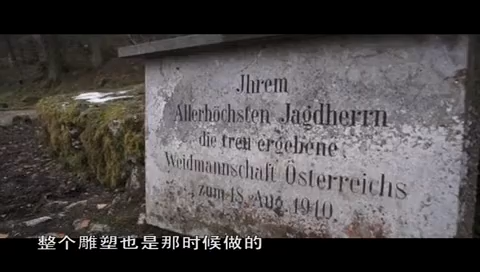 Jhrem
Allerhöchsten Jagdherrn
die treu ergebene
Weidmannschaft Österreichs
zum 18. Aug. 1910
整个雕塑也是那时候做的